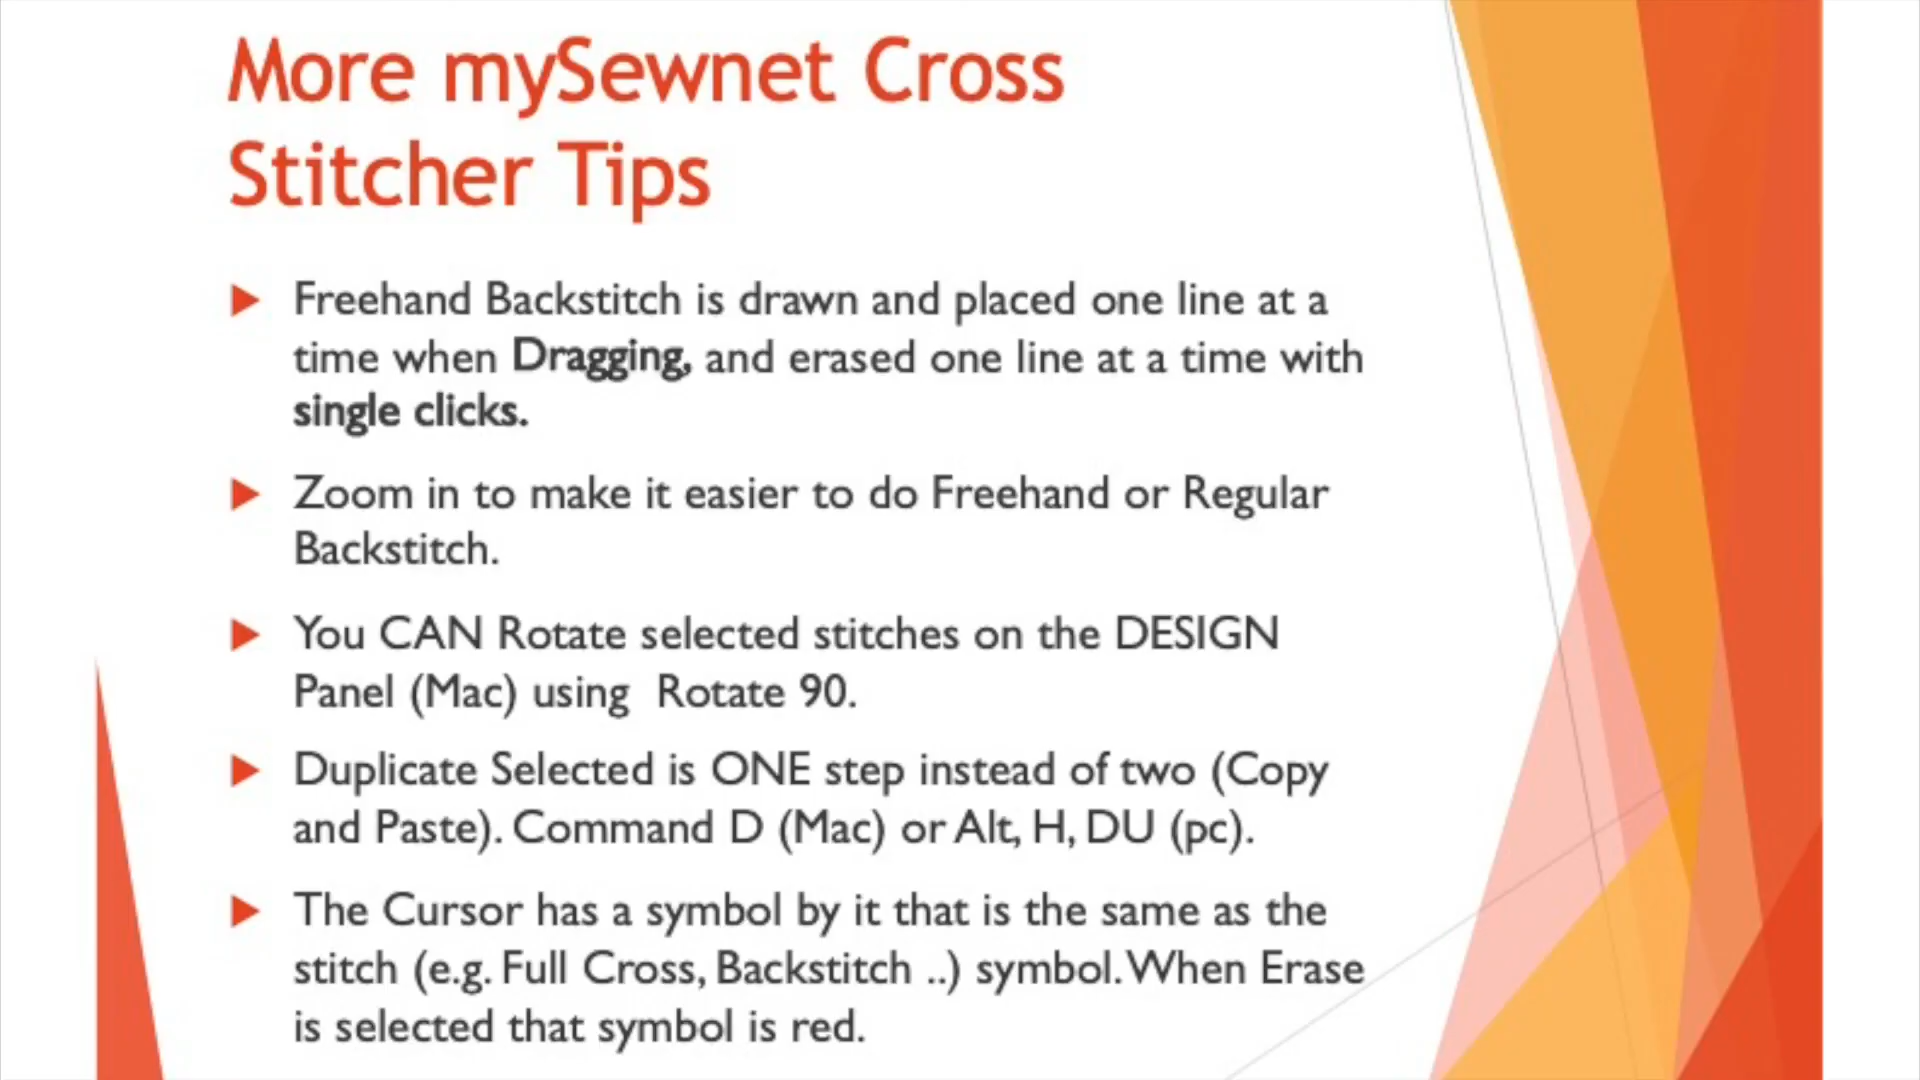 More mySewnet Cross
Stitcher Tips
Freehand Backstitch is drawn and placed one line at a
time when Dragging, and erased one line at a time with
single clicks.
Zoom in to make it easier to do Freehand or Regular
Backstitch.
You CAN Rotate selected stitches on the DESIGN
Panel (Mac) using  Rotate 90.
Duplicate Selected is ONE step instead of two (Copy
and Paste). Command D (Mac) or Alt, H, DU (pc).
The Cursor has a symbol by it that is the same as the
stitch (e.g. Full Cross, Backstitch ..) symbol. When Erase
is selected that symbol is red.